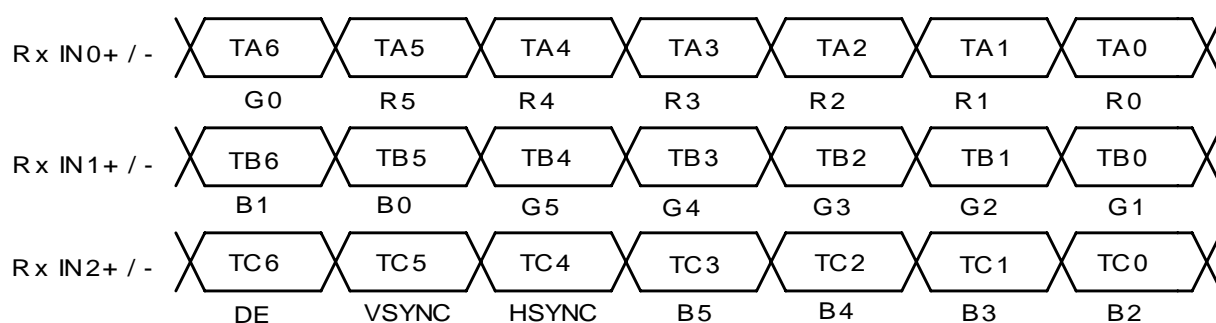 Rx IN0+ / - TA6 TA5 TA4 TA3 TA2 TA1 TA0
G0 R5 R4 R3 R2 R1 R0
Rx IN1+ / - TB6 TB5 TB4 TB3 TB2 TB1 TB0
B1 B0 G5 G4 G3 G2 G1
Rx IN2+ / - TC6 TC5 TC4 TC3 TC2 TC1 TC0
DE VSYNC HSYNC B5 B4 B3 B2